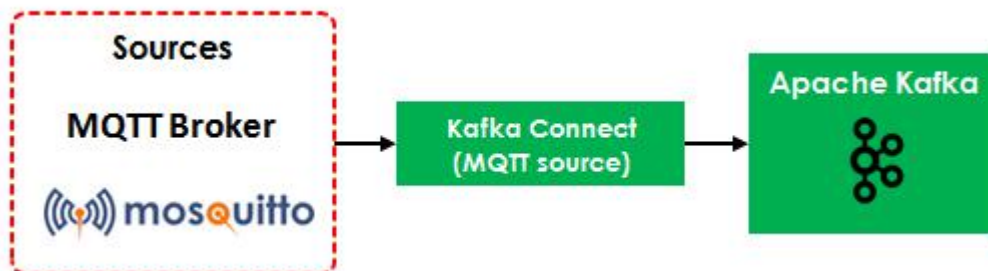 Sources
MQTT Broker
mosquitto
Kafka Connect
(MQTT source)
Apache Kafka